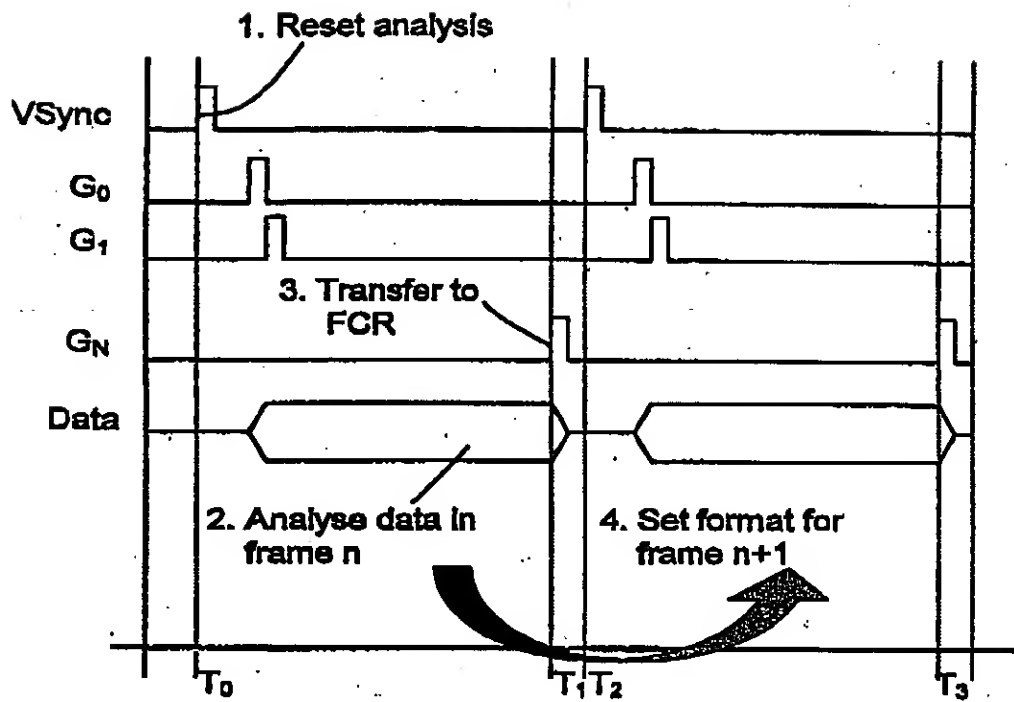 1. Reset analysis
VSync
G₀
G₁
3. Transfer to
FCR
G_N
Data
2. Analyse data in
frame n
4. Set format for
frame n+1
T₀
T₁
T₂
T₃